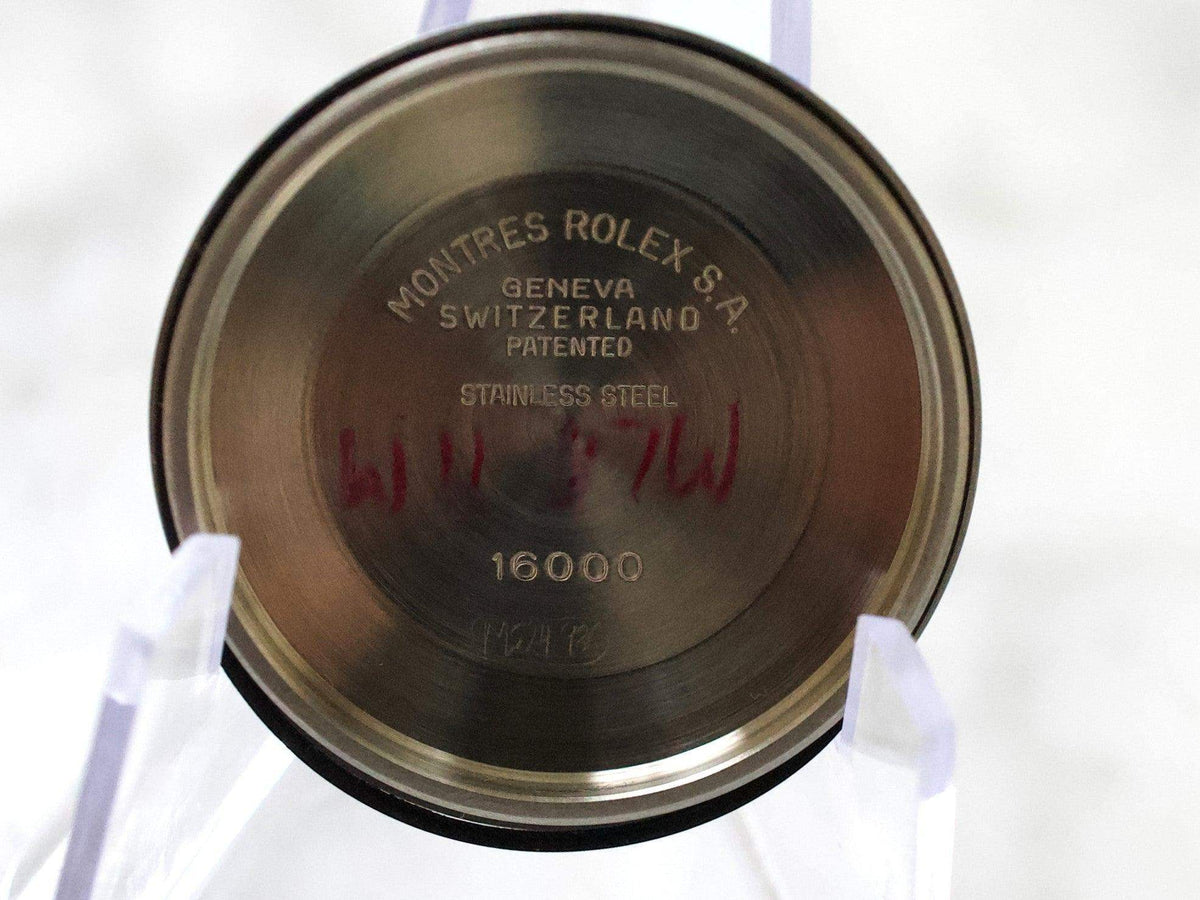 MONTRES ROLEX S.A.
GENEVA
SWITZERLAND
PATENTED
STAINLESS STEEL
16000